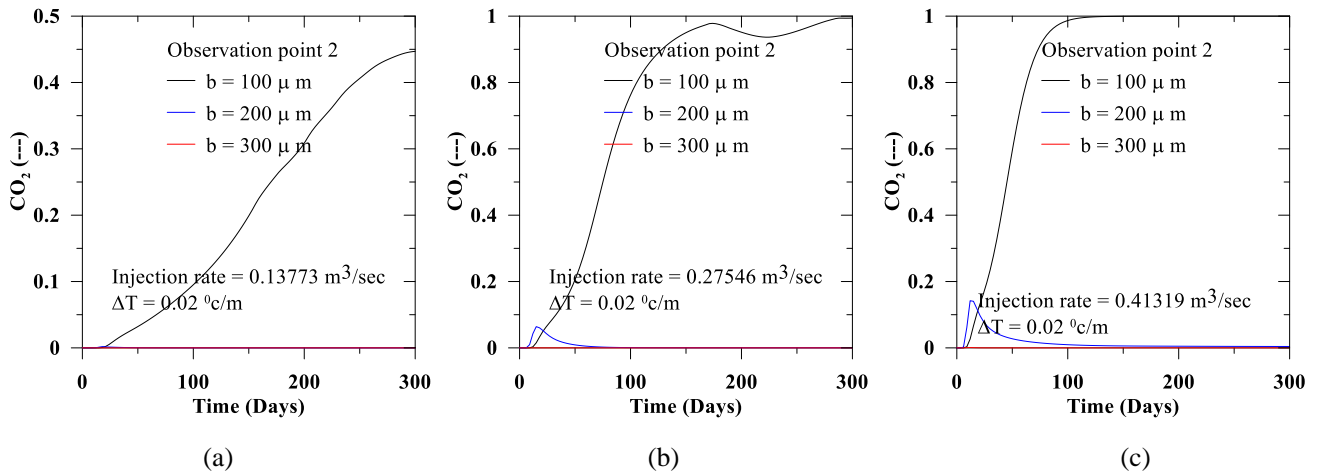 0.5
0.4
0.3
0.2
0.1
0
CO₂ (---)
Observation point 2
b = 100 μ m
b = 200 μ m
b = 300 μ m
Injection rate = 0.13773 m³/sec
ΔT = 0.02 ⁰c/m
0 100 200 300
Time (Days)
(a)
1
0.8
0.6
0.4
0.2
0
CO₂ (---)
Observation point 2
b = 100 μ m
b = 200 μ m
b = 300 μ m
Injection rate = 0.27546 m³/sec
ΔT = 0.02 ⁰c/m
0 100 200 300
Time (Days)
(b)
1
0.8
0.6
0.4
0.2
0
CO₂ (---)
Observation point 2
b = 100 μ m
b = 200 μ m
b = 300 μ m
Injection rate = 0.41319 m³/sec
ΔT = 0.02 ⁰c/m
0 100 200 300
Time (Days)
(c)